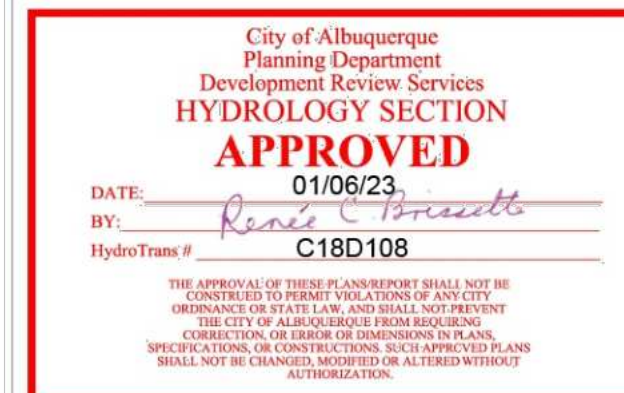 City of Albuquerque
Planning Department
Development Review Services
HYDROLOGY SECTION
APPROVED
DATE: 01/06/23
BY: Renée C Brissette
HydroTrans # C18D108
THE APPROVAL OF THESE PLANS/REPORT SHALL NOT BE
CONSTRUED TO PERMIT VIOLATIONS OF ANY CITY
ORDINANCE OR STATE LAW, AND SHALL NOT PREVENT
THE CITY OF ALBUQUERQUE FROM REQUIRING
CORRECTION, OR ERROR OR DIMENSIONS IN PLANS,
SPECIFICATIONS, OR CONSTRUCTIONS. SUCH APPROVED PLANS
SHALL NOT BE CHANGED, MODIFIED OR ALTERED WITHOUT
AUTHORIZATION.